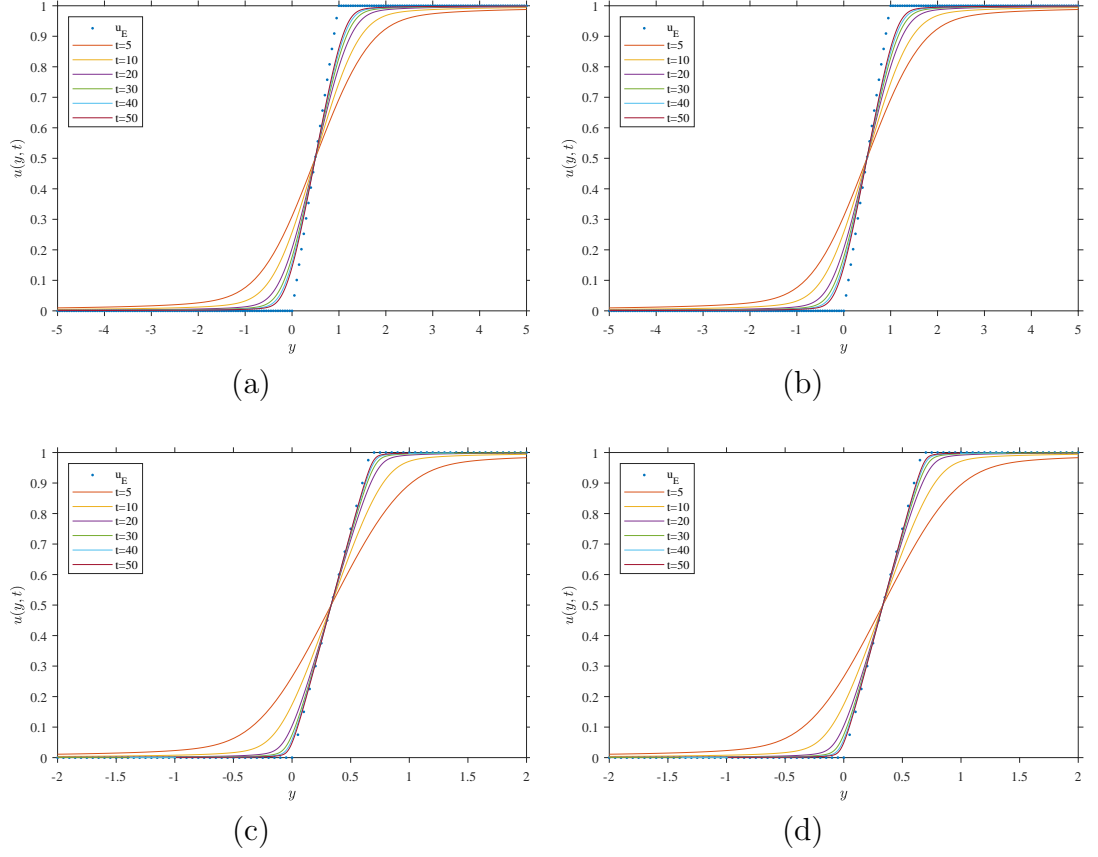 1
0.9
0.8
0.7
0.6
0.5
0.4
0.3
0.2
0.1
0
u(y, t)
u_E
t=5
t=10
t=20
t=30
t=40
t=50
-5 -4 -3 -2 -1 0 1 2 3 4 5
y
(a)
1
0.9
0.8
0.7
0.6
0.5
0.4
0.3
0.2
0.1
0
u(y, t)
u_E
t=5
t=10
t=20
t=30
t=40
t=50
-5 -4 -3 -2 -1 0 1 2 3 4 5
y
(b)
1
0.9
0.8
0.7
0.6
0.5
0.4
0.3
0.2
0.1
0
u(y, t)
u_E
t=5
t=10
t=20
t=30
t=40
t=50
-2 -1.5 -1 -0.5 0 0.5 1 1.5 2
y
(c)
1
0.9
0.8
0.7
0.6
0.5
0.4
0.3
0.2
0.1
0
u(y, t)
u_E
t=5
t=10
t=20
t=30
t=40
t=50
-2 -1.5 -1 -0.5 0 0.5 1 1.5 2
y
(d)